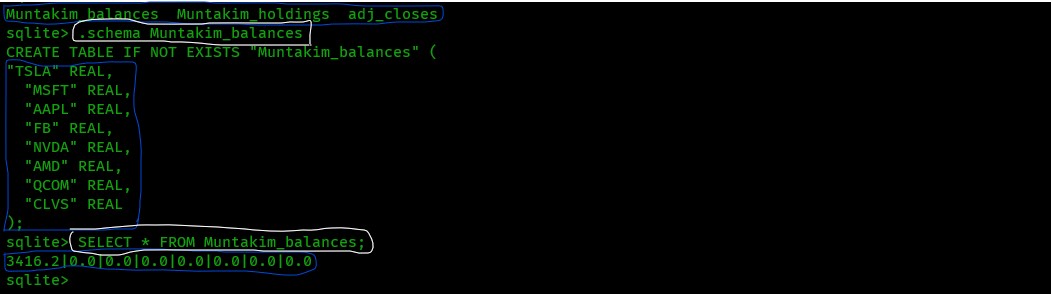 Muntakim_balances  Muntakim_holdings  adj_closes
sqlite> .schema Muntakim_balances
CREATE TABLE IF NOT EXISTS "Muntakim_balances" (
"TSLA" REAL,
  "MSFT" REAL,
  "AAPL" REAL,
  "FB" REAL,
  "NVDA" REAL,
  "AMD" REAL,
  "QCOM" REAL,
  "CLVS" REAL
);
sqlite> SELECT * FROM Muntakim_balances;
3416.2|0.0|0.0|0.0|0.0|0.0|0.0|0.0
sqlite>